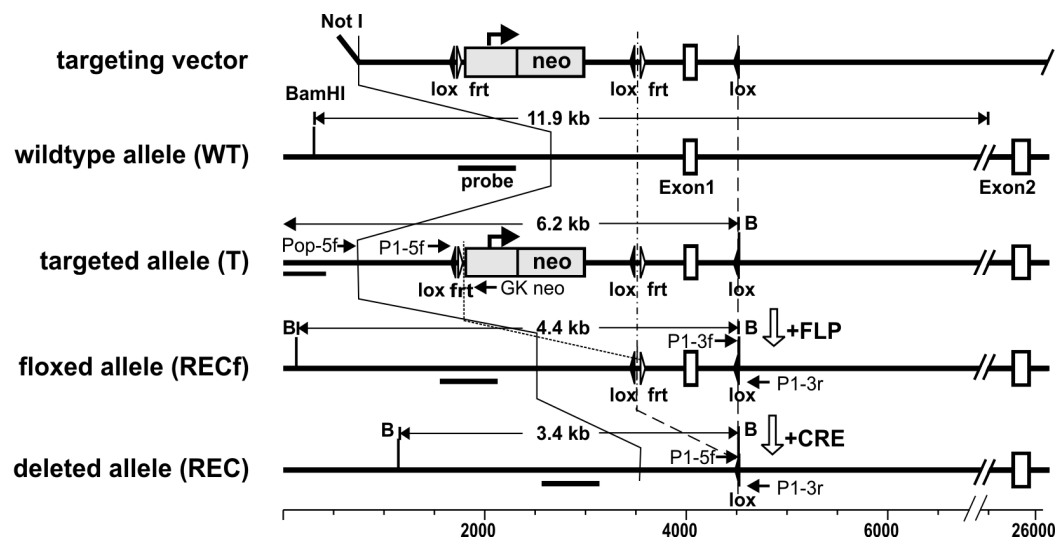 Not I
targeting vector
neo
lox frt
lox frt
lox
BamHI
11.9 kb
wildtype allele (WT)
probe
Exon1
Exon2
6.2 kb
B
Pop-5f
P1-5f
targeted allele (T)
neo
lox frt
GK neo
lox frt
lox
B
4.4 kb
B
+FLP
P1-3f
floxed allele (RECf)
lox frt
lox
P1-3r
B
3.4 kb
B
+CRE
P1-5f
deleted allele (REC)
P1-3r
lox
2000 4000 6000 26000